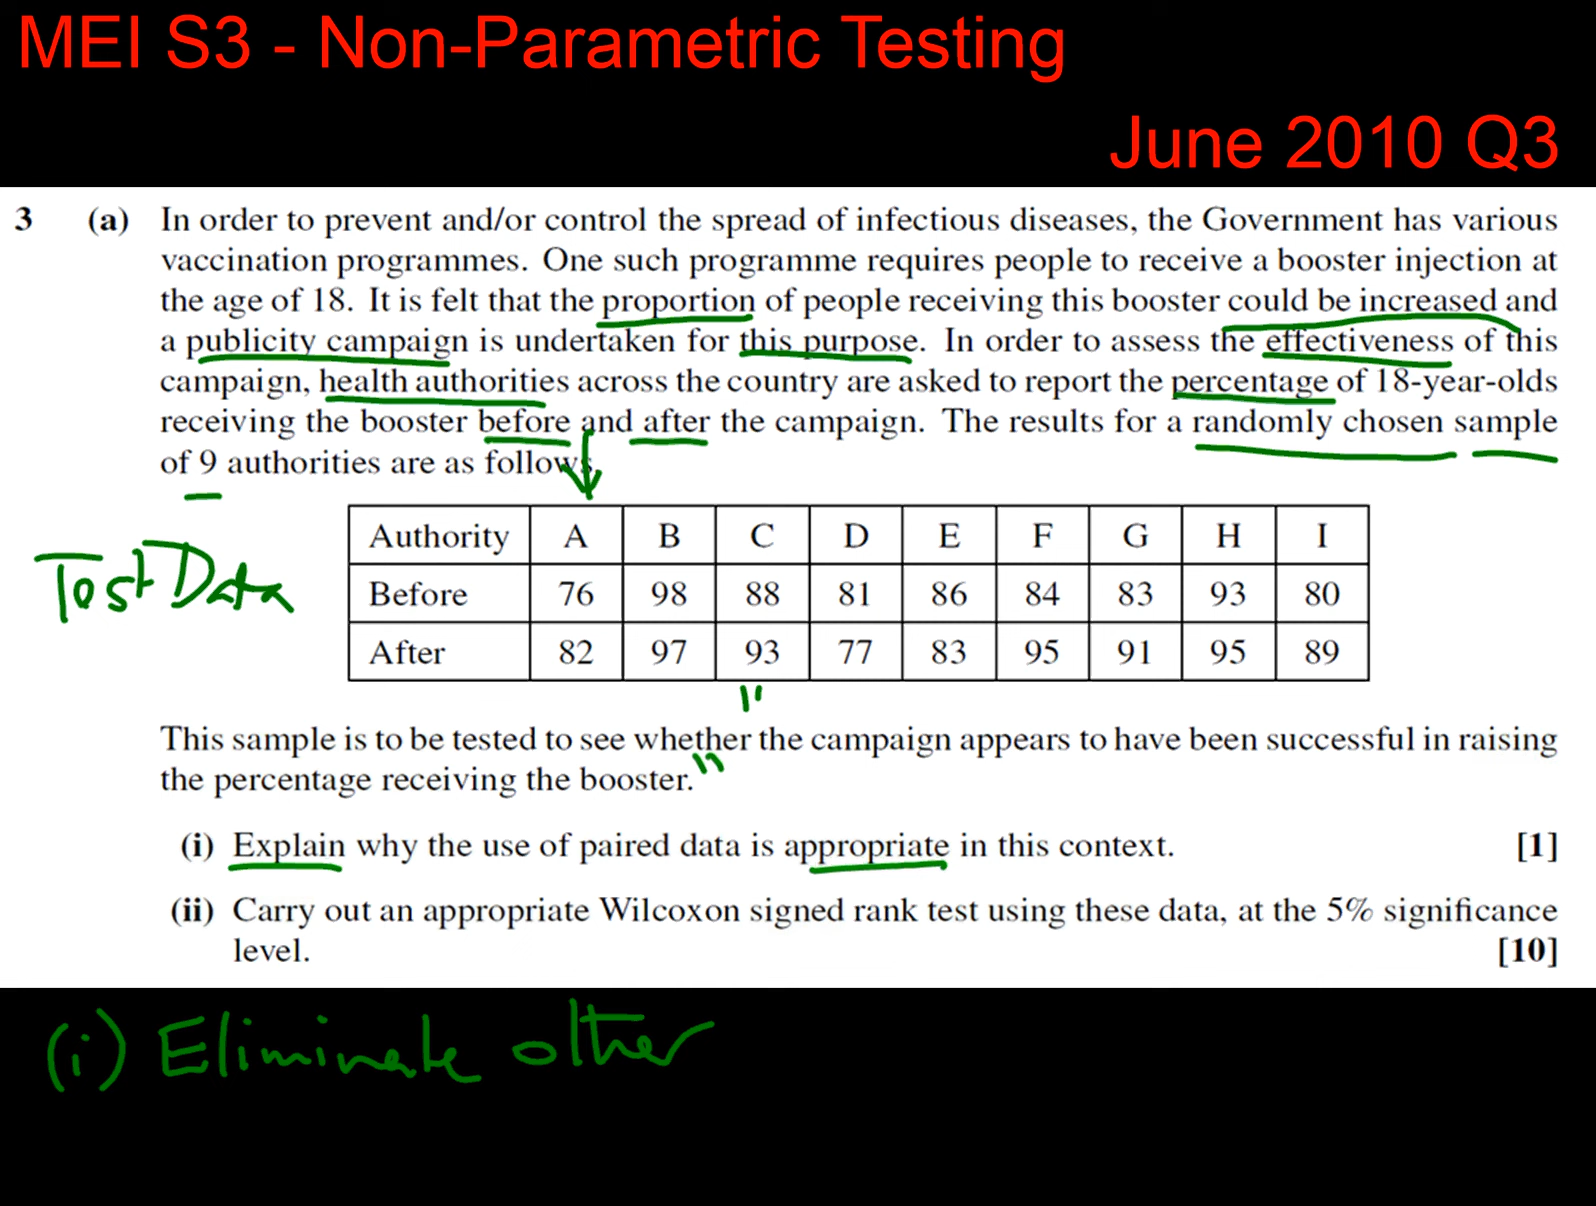 MEI S3 - Non-Parametric Testing
June 2010 Q3
3 (a) In order to prevent and/or control the spread of infectious diseases, the Government has various
vaccination programmes. One such programme requires people to receive a booster injection at
the age of 18. It is felt that the proportion of people receiving this booster could be increased and
a publicity campaign is undertaken for this purpose. In order to assess the effectiveness of this
campaign, health authorities across the country are asked to report the percentage of 18-year-olds
receiving the booster before and after the campaign. The results for a randomly chosen sample
of 9 authorities are as follows.
Test Data
Authority A B C D E F G H I
Before 76 98 88 81 86 84 83 93 80
After 82 97 93 77 83 95 91 95 89
This sample is to be tested to see whether the campaign appears to have been successful in raising
the percentage receiving the booster.
(i) Explain why the use of paired data is appropriate in this context. [1]
(ii) Carry out an appropriate Wilcoxon signed rank test using these data, at the 5% significance
level. [10]
(i) Eliminate other